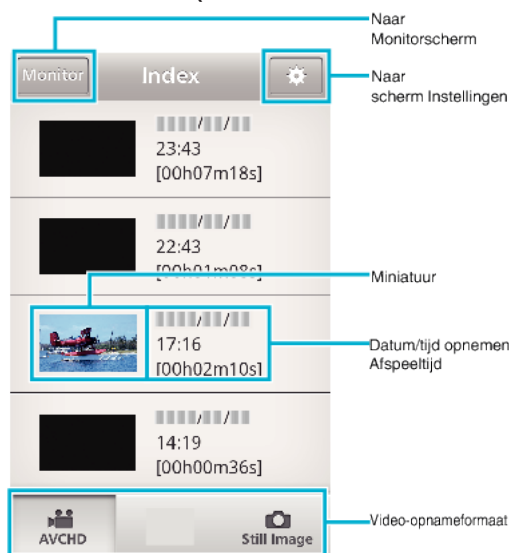 Naar
Monitorscherm
Monitor
Index
Naar
scherm Instellingen
23:43
[00h07m18s]
22:43
[00h01m08s]
Miniatuur
17:16
[00h02m10s]
Datum/tijd opnemen
Afspeeltijd
14:19
[00h00m36s]
AVCHD
Still Image
Video-opnameformaat